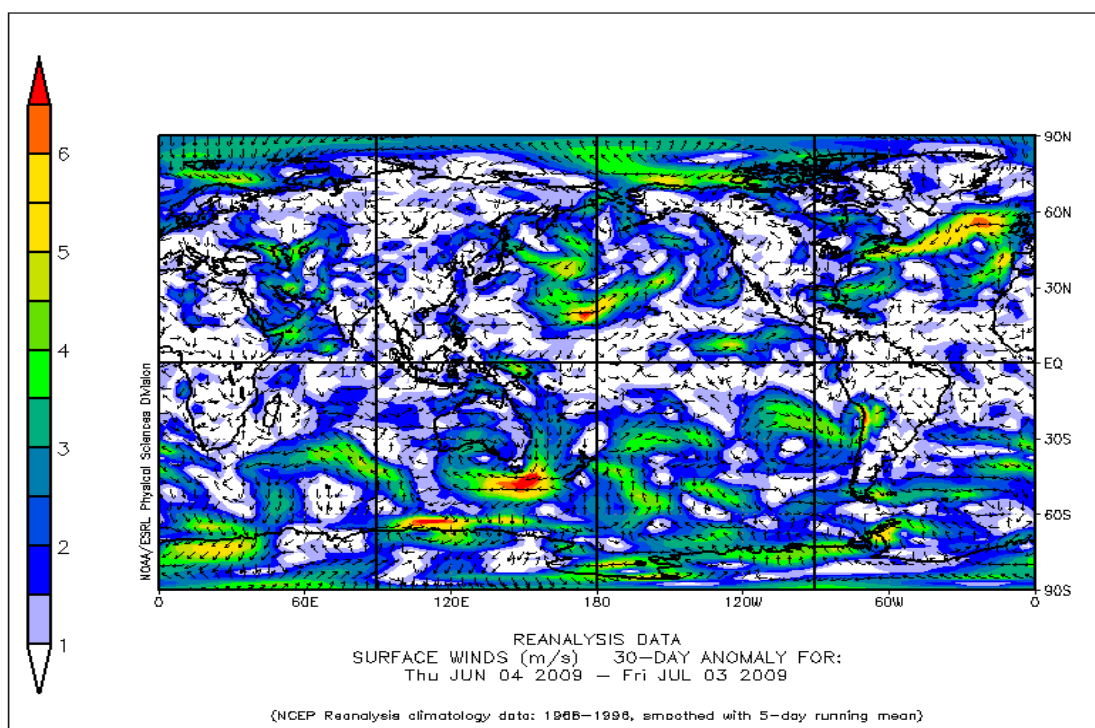 6
5
4
3
2
1
90N
60N
30N
EQ
30S
60S
90S
0
60E
120E
180
120W
60W
0
NOAA/ESRL Physical Sciences Division
REANALYSIS DATA
SURFACE WINDS (m/s) 30-DAY ANOMALY FOR:
Thu JUN 04 2009 – Fri JUL 03 2009
(NCEP Reanalysis climatology data: 1968-1996, smoothed with 5-day running mean)